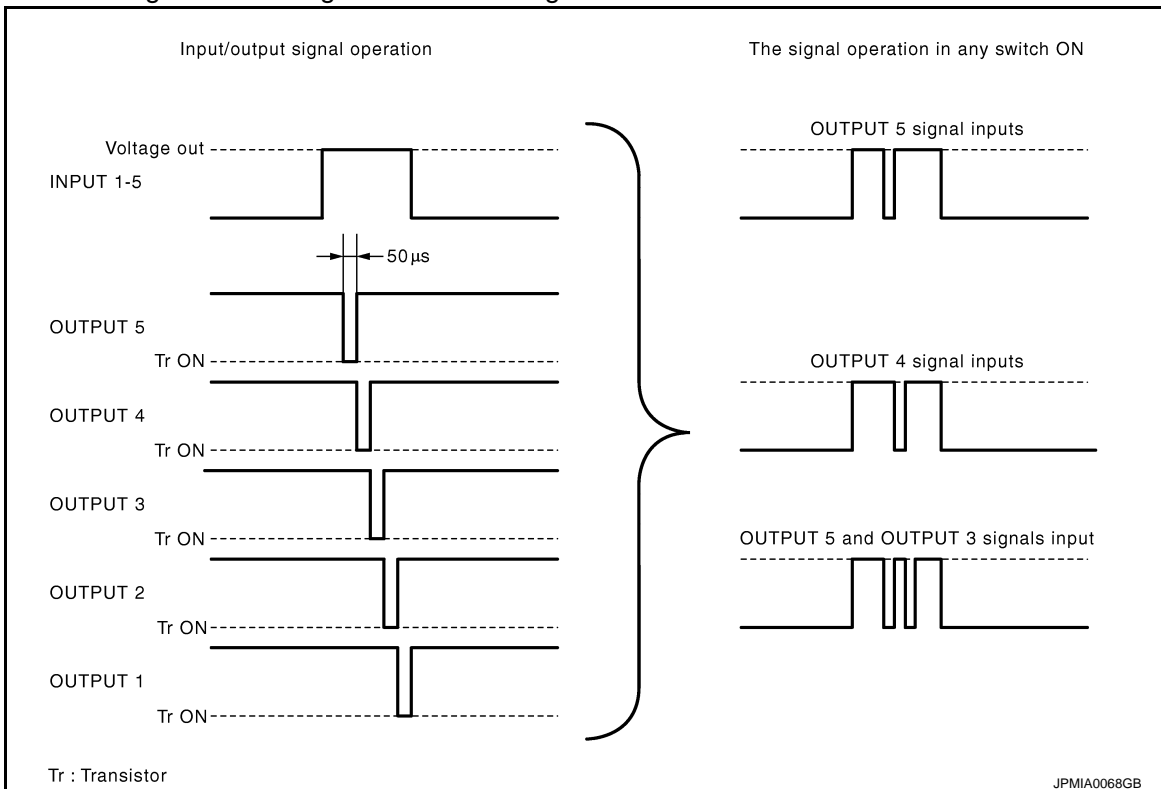 Input/output signal operation
The signal operation in any switch ON
Voltage out
INPUT 1-5
50 μs
OUTPUT 5
Tr ON
OUTPUT 4
Tr ON
OUTPUT 3
Tr ON
OUTPUT 2
Tr ON
OUTPUT 1
Tr ON
OUTPUT 5 signal inputs
OUTPUT 4 signal inputs
OUTPUT 5 and OUTPUT 3 signals input
Tr : Transistor
JPMIA0068GB